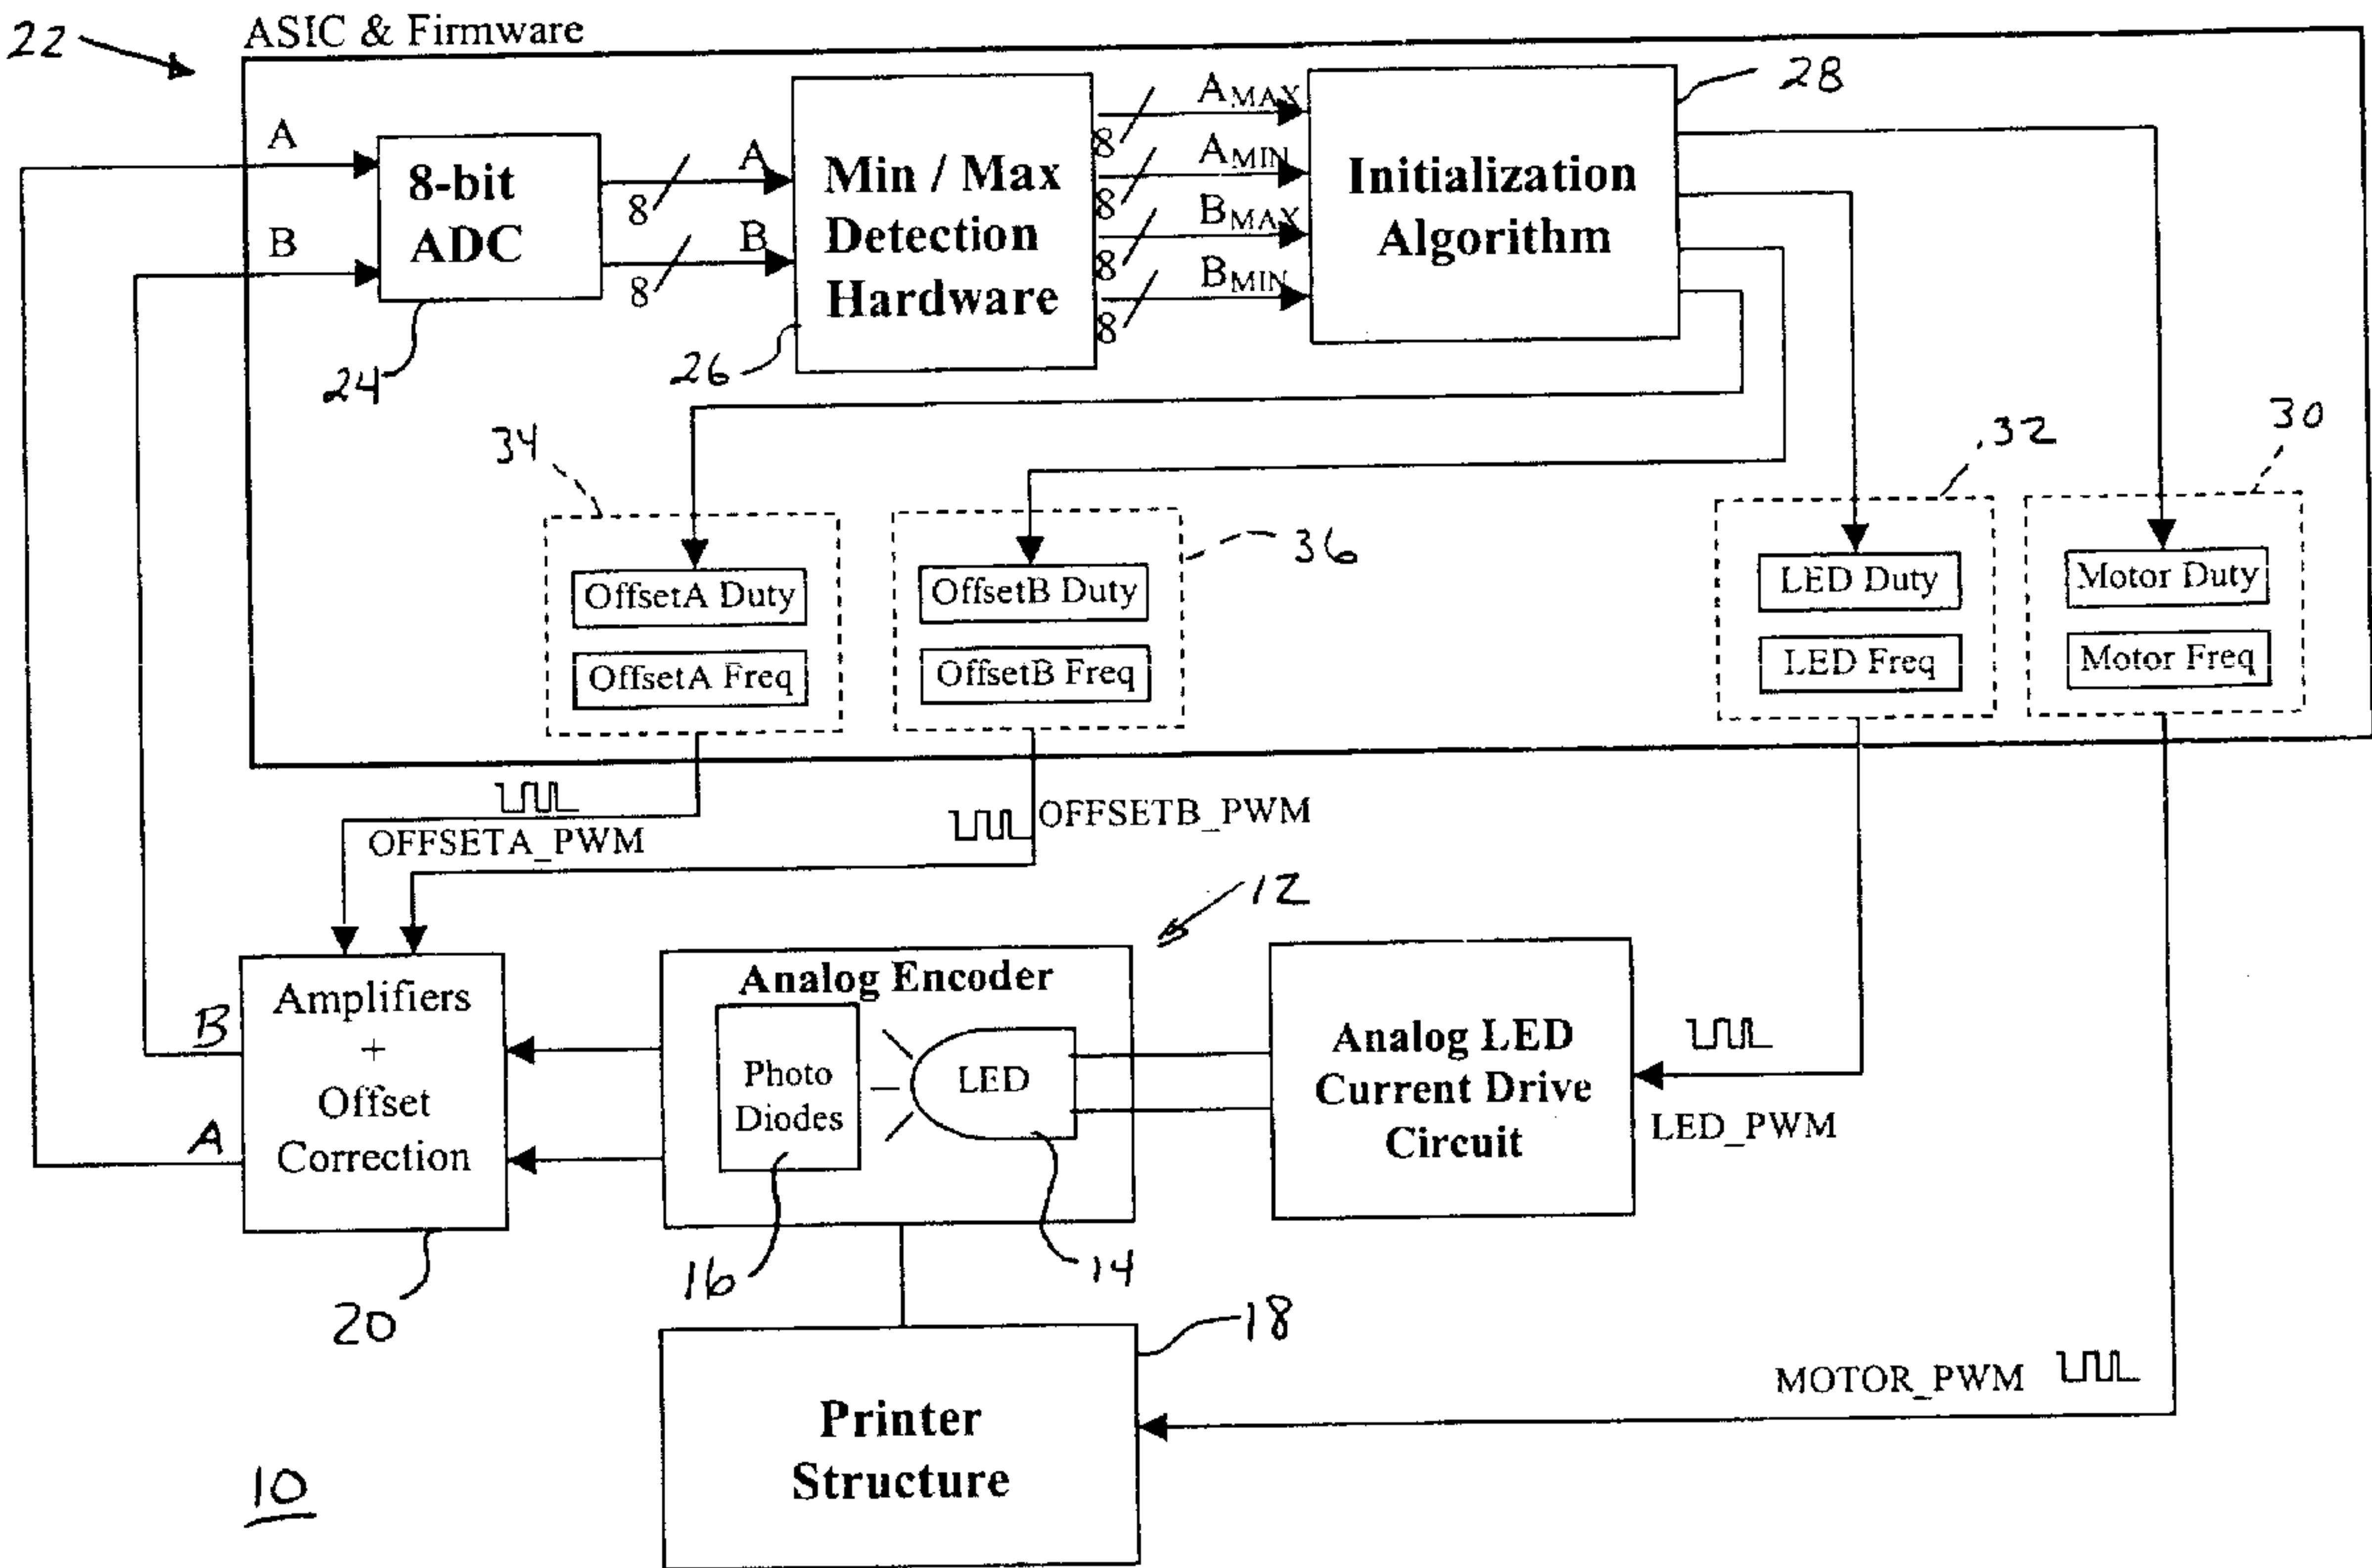 22
ASIC & Firmware
A
B
8-bit
ADC
24
8
A
8
B
Min / Max
Detection
Hardware
26
8
AMAX
8
AMIN
8
BMAX
8
BMIN
Initialization
Algorithm
28
34
36
32
30
OffsetA Duty
OffsetA Freq
OffsetB Duty
OffsetB Freq
LED Duty
LED Freq
Motor Duty
Motor Freq
OFFSETA_PWM
OFFSETB_PWM
12
B
A
Amplifiers
+
Offset
Correction
20
Analog Encoder
Photo
Diodes
LED
16
14
Analog LED
Current Drive
Circuit
LED_PWM
18
Printer
Structure
MOTOR_PWM
10